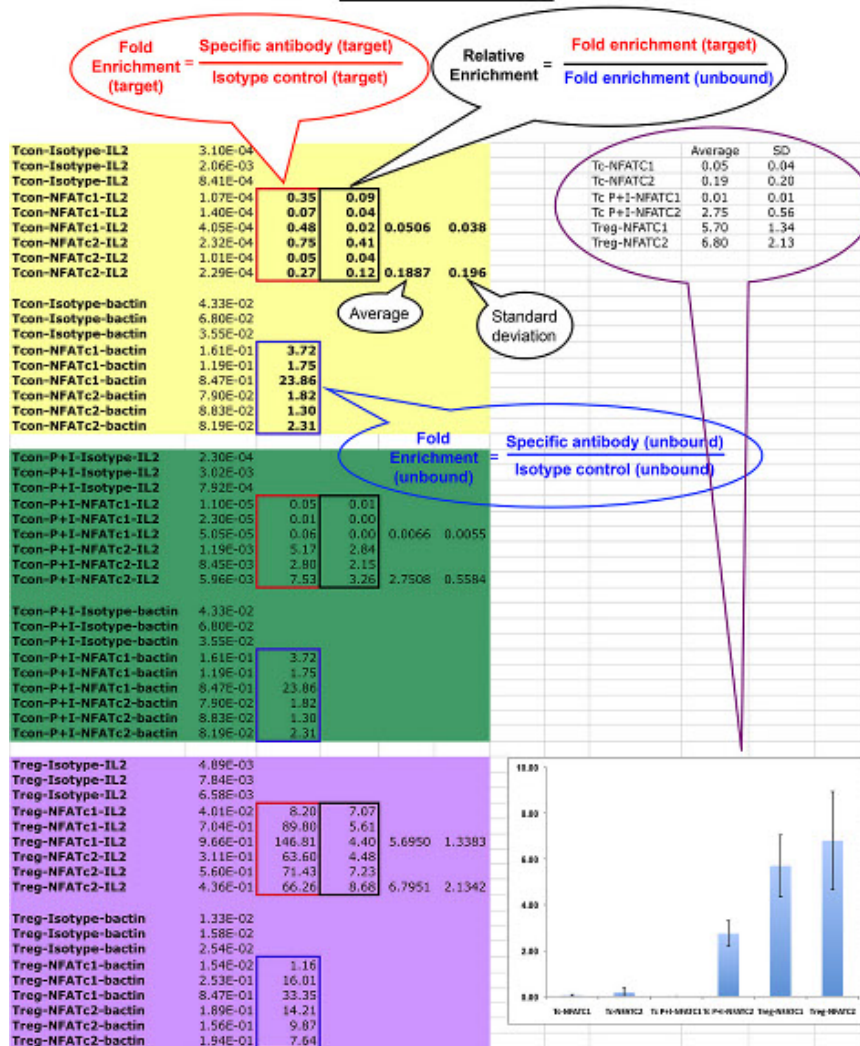 Fold Enrichment (target) = Specific antibody (target) / Isotype control (target)
Relative Enrichment = Fold enrichment (target) / Fold enrichment (unbound)
Tcon-Isotype-IL2 3.10E-04
Tcon-Isotype-IL2 2.06E-03
Tcon-Isotype-IL2 8.41E-04
Tcon-NFATc1-IL2 1.07E-04 0.35 0.09
Tcon-NFATc1-IL2 1.40E-04 0.07 0.04
Tcon-NFATc1-IL2 4.05E-04 0.48 0.02 0.0506 0.038
Tcon-NFATc2-IL2 2.32E-04 0.75 0.41
Tcon-NFATc2-IL2 1.01E-04 0.05 0.04
Tcon-NFATc2-IL2 2.29E-04 0.27 0.12 0.1887 0.196
Average SD
Tc-NFATC1 0.05 0.04
Tc-NFATC2 0.19 0.20
Tc P+I-NFATC1 0.01 0.01
Tc P+I-NFATC2 2.75 0.56
Treg-NFATC1 5.70 1.34
Treg-NFATC2 6.80 2.13
Average
Standard deviation
Tcon-Isotype-bactin 4.33E-02
Tcon-Isotype-bactin 6.80E-02
Tcon-Isotype-bactin 3.55E-02
Tcon-NFATc1-bactin 1.61E-01 3.72
Tcon-NFATc1-bactin 1.19E-01 1.75
Tcon-NFATc1-bactin 8.47E-01 23.86
Tcon-NFATc2-bactin 7.90E-02 1.82
Tcon-NFATc2-bactin 8.83E-02 1.30
Tcon-NFATc2-bactin 8.19E-02 2.31
Fold Enrichment (unbound) = Specific antibody (unbound) / Isotype control (unbound)
Tcon-P+I-Isotype-IL2 2.30E-04
Tcon-P+I-Isotype-IL2 3.02E-03
Tcon-P+I-Isotype-IL2 7.92E-04
Tcon-P+I-NFATc1-IL2 1.10E-05 0.05 0.01
Tcon-P+I-NFATc1-IL2 2.30E-05 0.01 0.00
Tcon-P+I-NFATc1-IL2 5.05E-05 0.06 0.00 0.0066 0.0055
Tcon-P+I-NFATc2-IL2 1.19E-03 5.17 2.84
Tcon-P+I-NFATc2-IL2 8.45E-03 2.80 2.15
Tcon-P+I-NFATc2-IL2 5.96E-03 7.53 3.26 2.7508 0.5584
Tcon-P+I-Isotype-bactin 4.33E-02
Tcon-P+I-Isotype-bactin 6.80E-02
Tcon-P+I-Isotype-bactin 3.55E-02
Tcon-P+I-NFATc1-bactin 1.61E-01 3.72
Tcon-P+I-NFATc1-bactin 1.19E-01 1.75
Tcon-P+I-NFATc1-bactin 8.47E-01 23.86
Tcon-P+I-NFATc2-bactin 7.90E-02 1.82
Tcon-P+I-NFATc2-bactin 8.83E-02 1.30
Tcon-P+I-NFATc2-bactin 8.19E-02 2.31
Treg-Isotype-IL2 4.89E-03
Treg-Isotype-IL2 7.84E-03
Treg-Isotype-IL2 6.58E-03
Treg-NFATc1-IL2 4.01E-02 8.20 7.07
Treg-NFATc1-IL2 7.04E-01 89.80 5.61
Treg-NFATc1-IL2 9.66E-01 146.81 4.40 5.6950 1.3383
Treg-NFATc2-IL2 3.11E-01 63.60 4.48
Treg-NFATc2-IL2 5.60E-01 71.43 7.23
Treg-NFATc2-IL2 4.36E-01 66.26 8.68 6.7951 2.1342
Treg-Isotype-bactin 1.33E-02
Treg-Isotype-bactin 1.58E-02
Treg-Isotype-bactin 2.54E-02
Treg-NFATc1-bactin 1.54E-02 1.16
Treg-NFATc1-bactin 2.53E-01 16.01
Treg-NFATc1-bactin 8.47E-01 33.35
Treg-NFATc2-bactin 1.89E-01 14.21
Treg-NFATc2-bactin 1.56E-01 9.87
Treg-NFATc2-bactin 1.94E-01 7.64
10.00
8.00
6.00
4.00
2.00
0.00
Tc-NFATC1 Tc-NFATC2 Tc P+I-NFATC1 Tc P+I-NFATC2 Treg-NFATC1 Treg-NFATC2